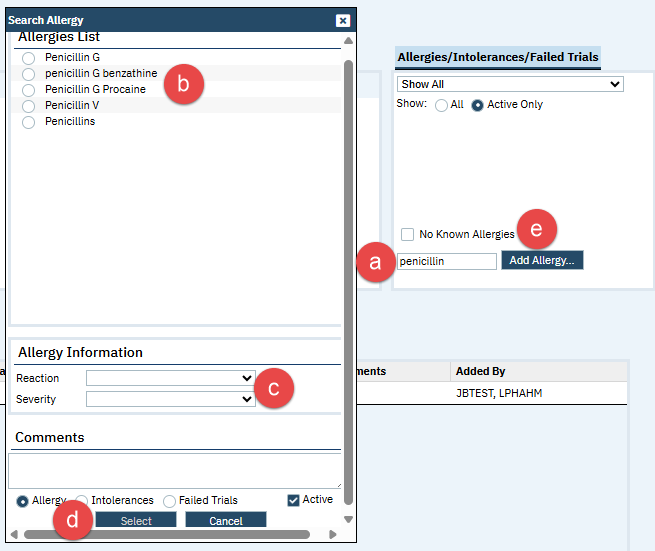 Search Allergy
Allergies List
Penicillin G
penicillin G benzathine
Penicillin G Procaine
Penicillin V
Penicillins
b
Allergy Information
Reaction
Severity
c
Comments
Allergy Intolerances Failed Trials Active
d Select Cancel
Allergies/Intolerances/Failed Trials
Show All
Show: All Active Only
No Known Allergies e
a penicillin Add Allergy...
ments Added By
JBTEST, LPHAHM